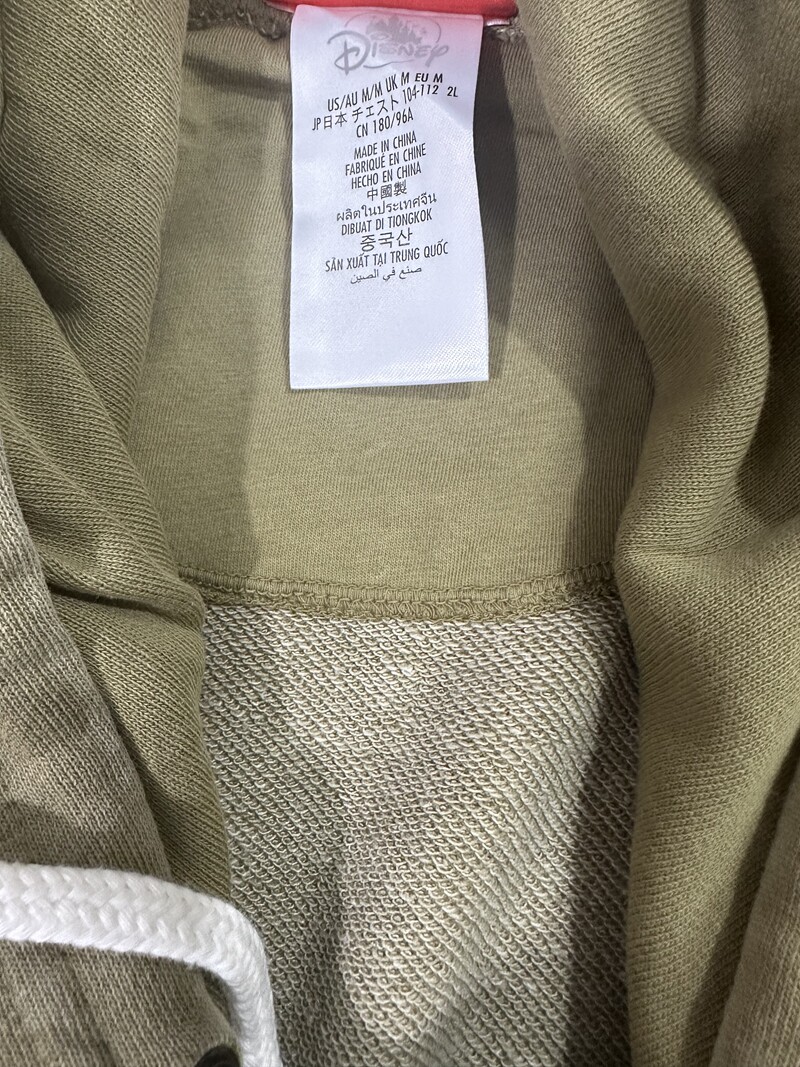 Disney
US/AU M/M UK M EU M
JP日本 チェスト 104-112 2L
CN 180/96A
MADE IN CHINA
FABRIQUÉ EN CHINE
HECHO EN CHINA
中國製
ผลิตในประเทศจีน
DIBUAT DI TIONGKOK
중국산
SẢN XUẤT TẠI TRUNG QUỐC
صنع في الصين